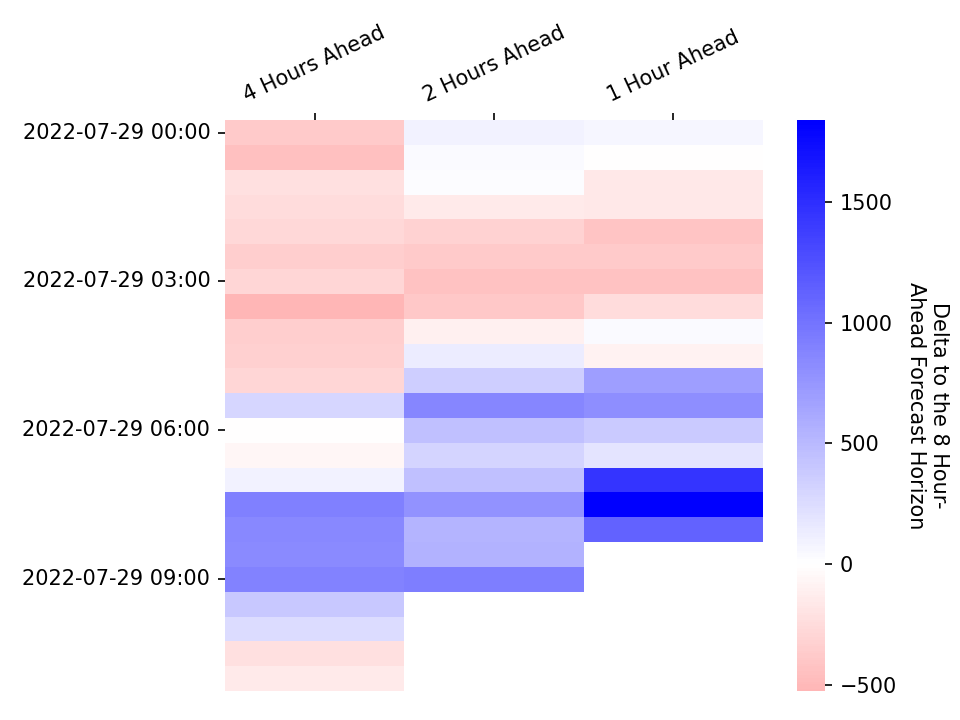 4 Hours Ahead
2 Hours Ahead
1 Hour Ahead
2022-07-29 00:00
2022-07-29 03:00
2022-07-29 06:00
2022-07-29 09:00
1500
1000
500
0
−500
Delta to the 8 Hour-
Ahead Forecast Horizon